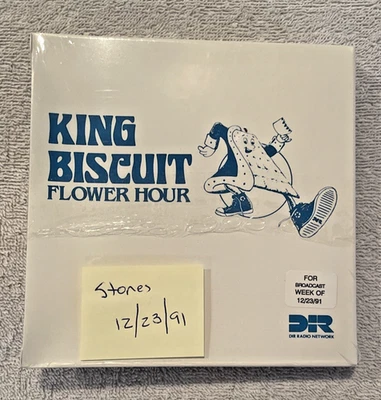 KING
BISCUIT
FLOWER HOUR
Stones
12/23/91
FOR
BROADCAST
WEEK OF
12/23/91
DIR
DIR RADIO NETWORK